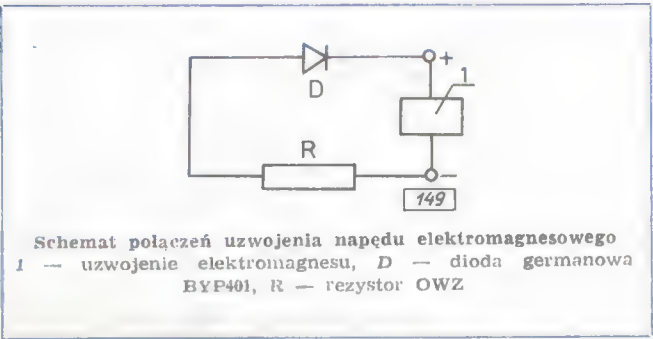 D
+
1
R
−
149
Schemat połączeń uzwojenia napędu elektromagnesowego
1 — uzwojenie elektromagnesu, D — dioda germanowa
BYP401, R — rezystor OWZ